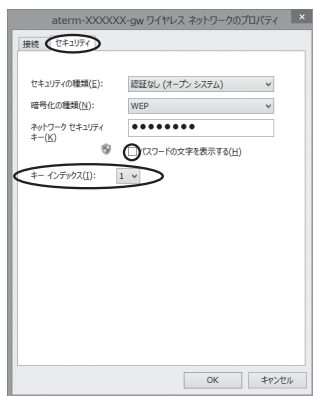 aterm-XXXXXX-gw ワイヤレス ネットワークのプロパティ
接続 セキュリティ
セキュリティの種類(E): 認証なし (オープン システム)
暗号化の種類(N): WEP
ネットワーク セキュリティ ●●●●●●●●
キー(K)
パスワードの文字を表示する(H)
キー インデックス(I): 1
OK キャンセル